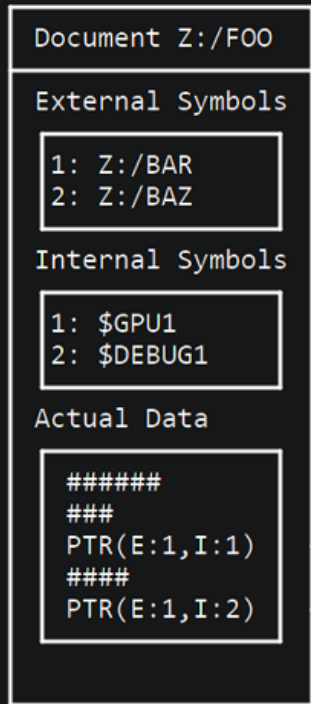 Document Z:/FOO
External Symbols
1: Z:/BAR
2: Z:/BAZ
Internal Symbols
1: $GPU1
2: $DEBUG1
Actual Data
######
###
PTR(E:1,I:1)
####
PTR(E:1,I:2)